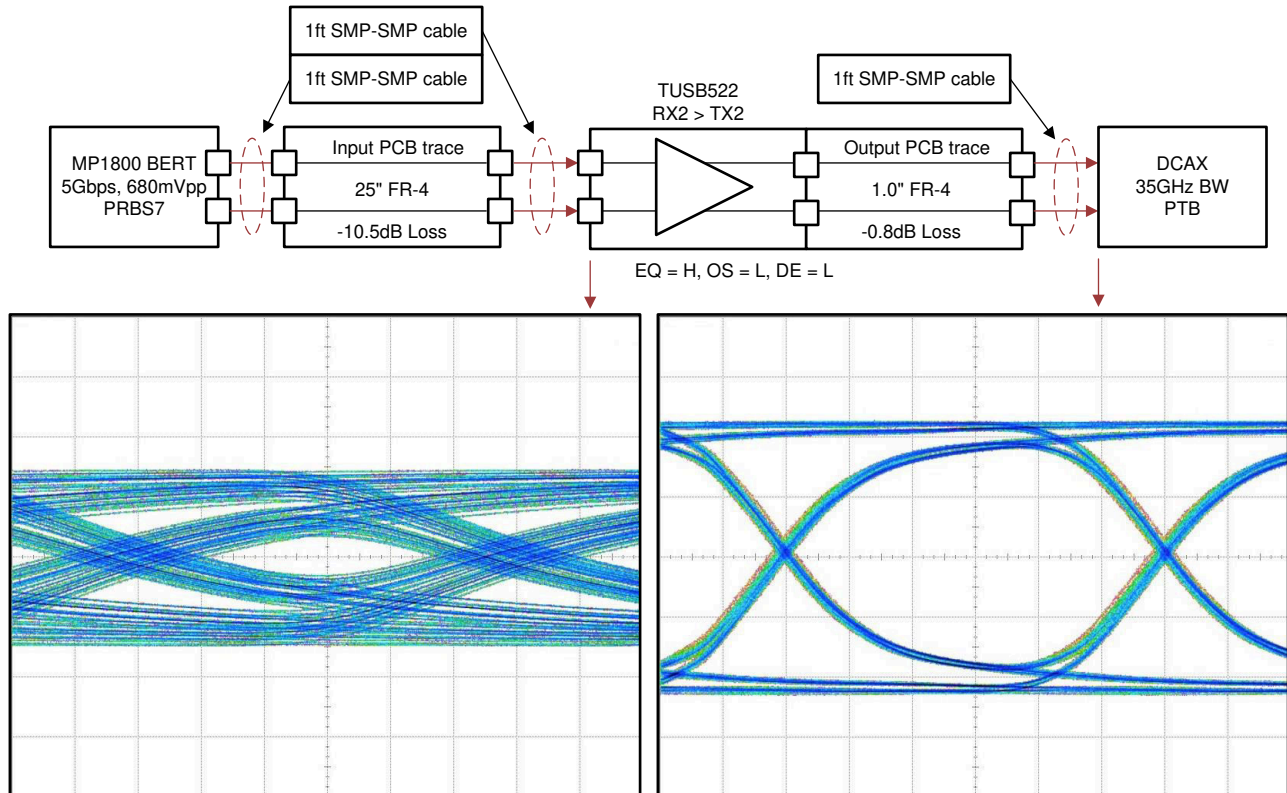 1ft SMP-SMP cable
1ft SMP-SMP cable
1ft SMP-SMP cable
TUSB522
RX2 > TX2
MP1800 BERT
5Gbps, 680mVpp
PRBS7
Input PCB trace
25" FR-4
-10.5dB Loss
Output PCB trace
1.0" FR-4
-0.8dB Loss
DCAX
35GHz BW
PTB
EQ = H, OS = L, DE = L